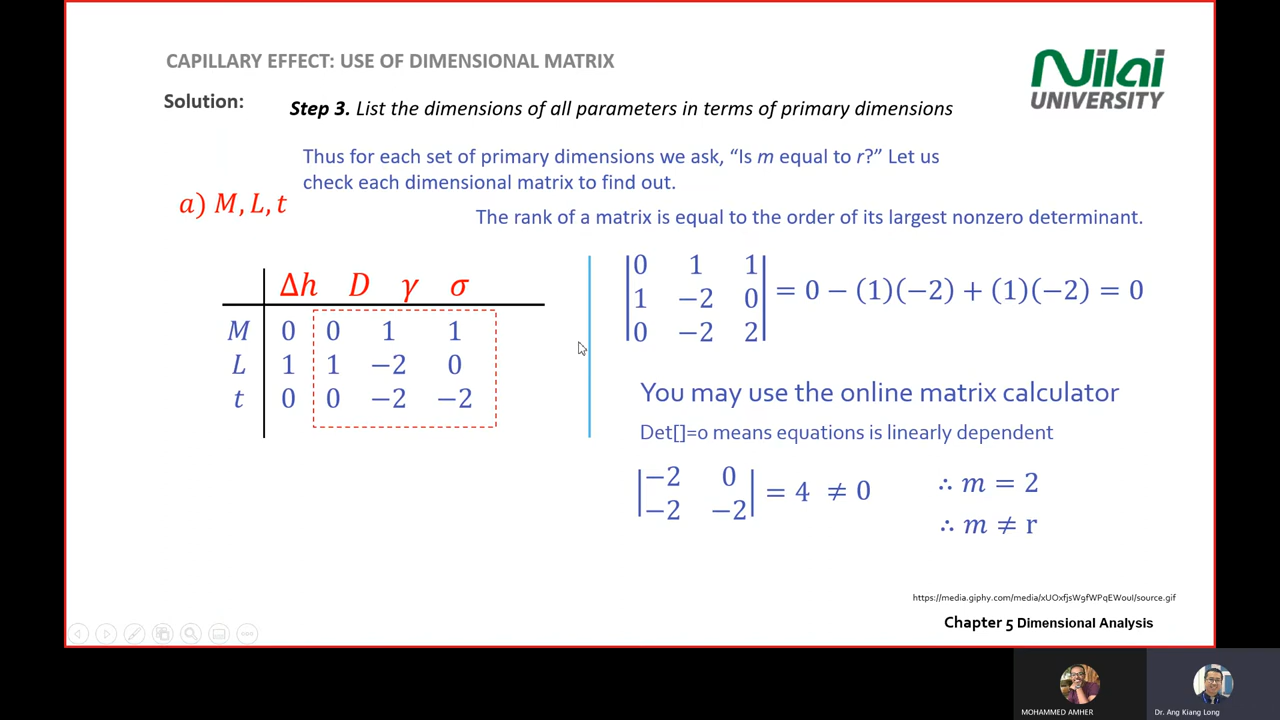 CAPILLARY EFFECT: USE OF DIMENSIONAL MATRIX
Nilai
UNIVERSITY
Solution:
Step 3. List the dimensions of all parameters in terms of primary dimensions
Thus for each set of primary dimensions we ask, “Is m equal to r?” Let us
check each dimensional matrix to find out.
a) M, L, t
The rank of a matrix is equal to the order of its largest nonzero determinant.
Δh D γ σ
M 0 0 1 1
L 1 1 −2 0
t 0 0 −2 −2
|0 1 1|
|1 −2 0| = 0 − (1)(−2) + (1)(−2) = 0
|0 −2 2|
You may use the online matrix calculator
Det[]=0 means equations is linearly dependent
|−2 0|
|−2 −2| = 4 ≠ 0
∴ m = 2
∴ m ≠ r
https://media.giphy.com/media/xUOxfjsW9fWPqEWouI/source.gif
Chapter 5 Dimensional Analysis
MOHAMMED AMHER
Dr. Ang Kiang Long